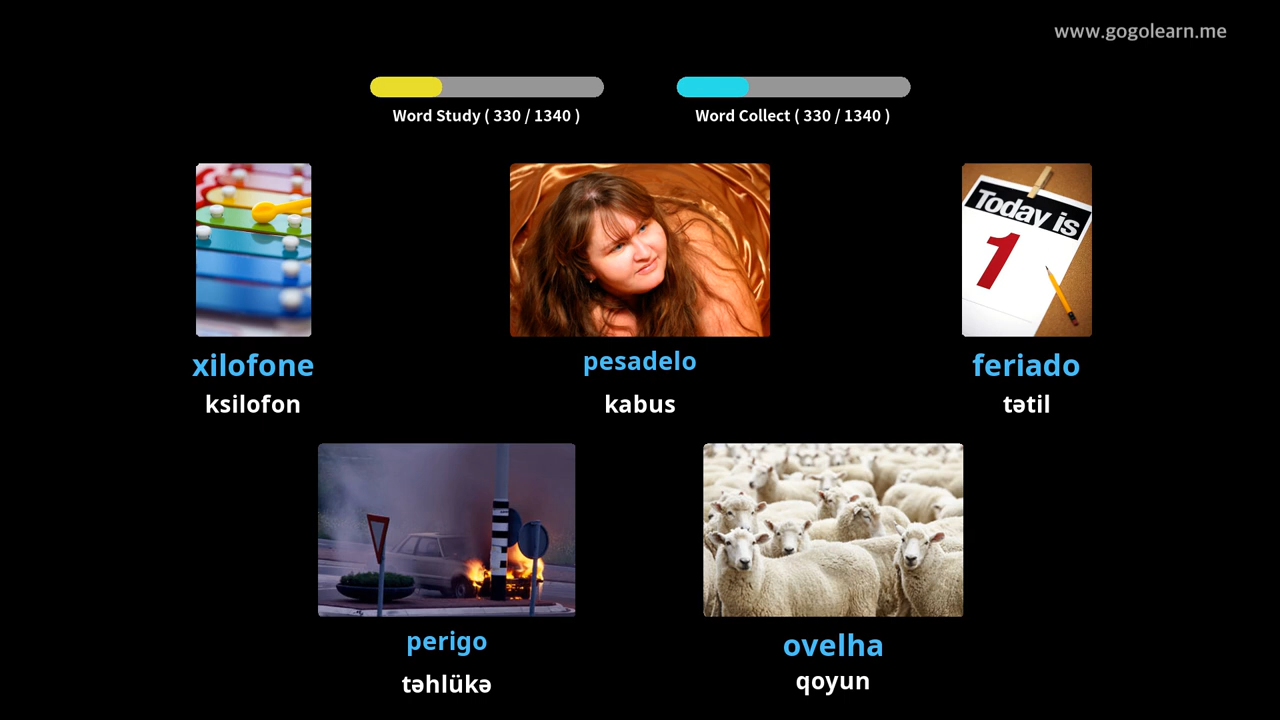 www.gogolearn.me
Word Study ( 330 / 1340 )
Word Collect ( 330 / 1340 )
Today is
1
xilofone
pesadelo
feriado
ksilofon
kabus
tətil
perigo
ovelha
təhlükə
qoyun